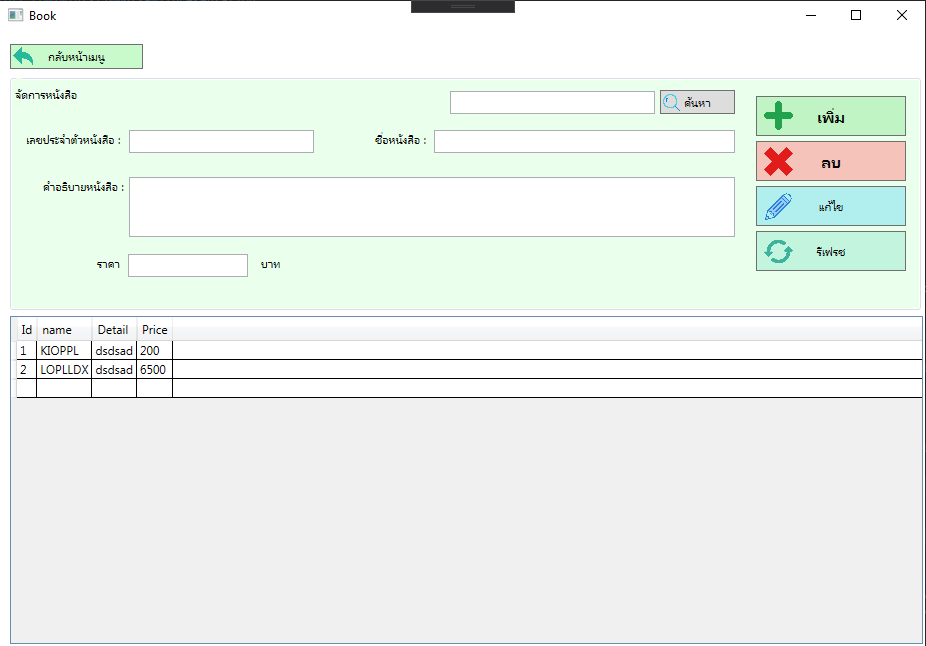 Book
กลับหน้าเมนู
จัดการหนังสือ
ค้นหา
เลขประจำตัวหนังสือ :
ชื่อหนังสือ :
คำอธิบายหนังสือ :
ราคา
บาท
เพิ่ม
ลบ
แก้ไข
รีเฟรช
Id name Detail Price
1 KIOPPL dsdsad 200
2 LOPLLDX dsdsad 6500